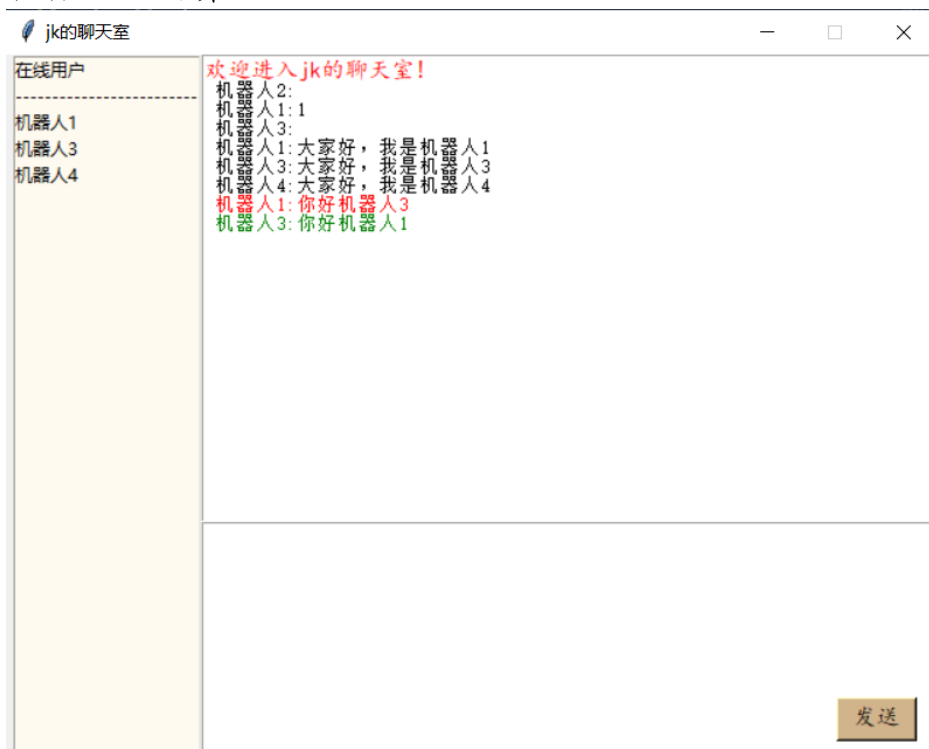 jk的聊天室
在线用户
机器人1
机器人3
机器人4
欢迎进入jk的聊天室!
机器人2:
机器人1:1
机器人3:
机器人1:大家好，我是机器人1
机器人3:大家好，我是机器人3
机器人4:大家好，我是机器人4
机器人1:你好机器人3
机器人3:你好机器人1
发送